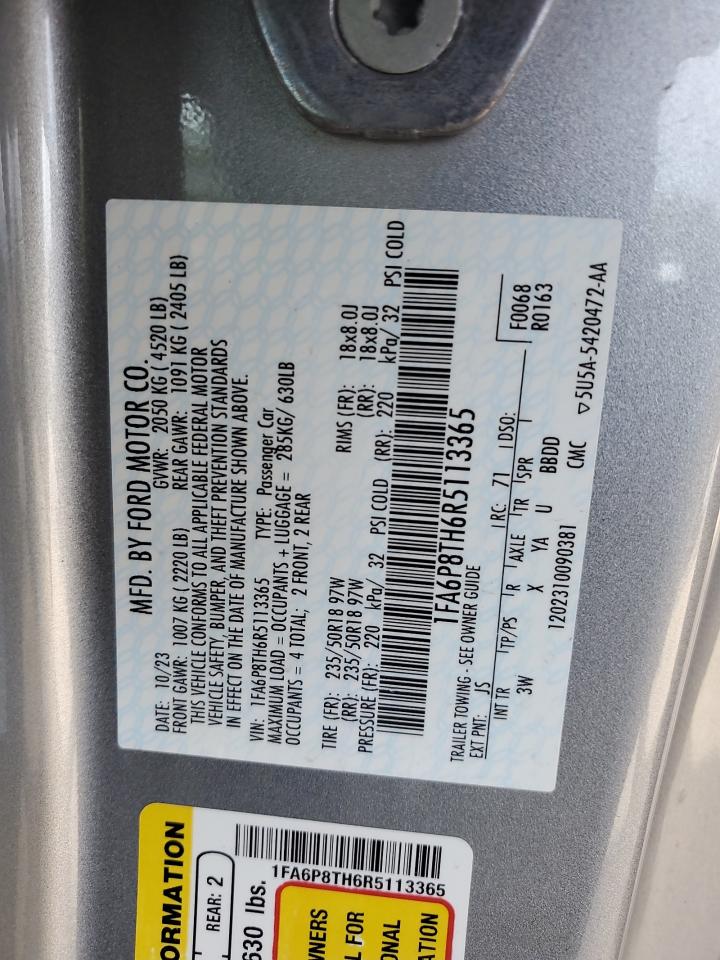 MFD. BY FORD MOTOR CO.
DATE: 10/23 GVWR: 2050 KG ( 4520 LB)
FRONT GAWR: 1007 KG ( 2220 LB) REAR GAWR: 1091 KG ( 2405 LB)
THIS VEHICLE CONFORMS TO ALL APPLICABLE FEDERAL MOTOR
VEHICLE SAFETY, BUMPER, AND THEFT PREVENTION STANDARDS
IN EFFECT ON THE DATE OF MANUFACTURE SHOWN ABOVE.
VIN: 1FA6P8TH6R5113365 TYPE: Passenger Car
MAXIMUM LOAD = OCCUPANTS + LUGGAGE = 285KG/ 630LB
OCCUPANTS = 4 TOTAL; 2 FRONT, 2 REAR
TIRE (FR): 235/50R18 97W RIMS (FR): 18x8.0J
(RR): 235/50R18 97W (RR): 18x8.0J
PRESSURE (FR): 220 kPa/ 32 PSI COLD (RR): 220 kPa/ 32 PSI COLD
1FA6P8TH6R5113365
TRAILER TOWING - SEE OWNER GUIDE
EXT PNT: JS RC: 71 DSO: F0068
R0163
INT TR TP/PS R AXLE TR SPR
3W X YA U BBDD
1202310090381 CMC ▽5U5A-5420472-AA
ORMATION
REAR: 2
630 lbs.
1FA6P8TH6R5113365
WNERS
L FOR
ONAL
ATION